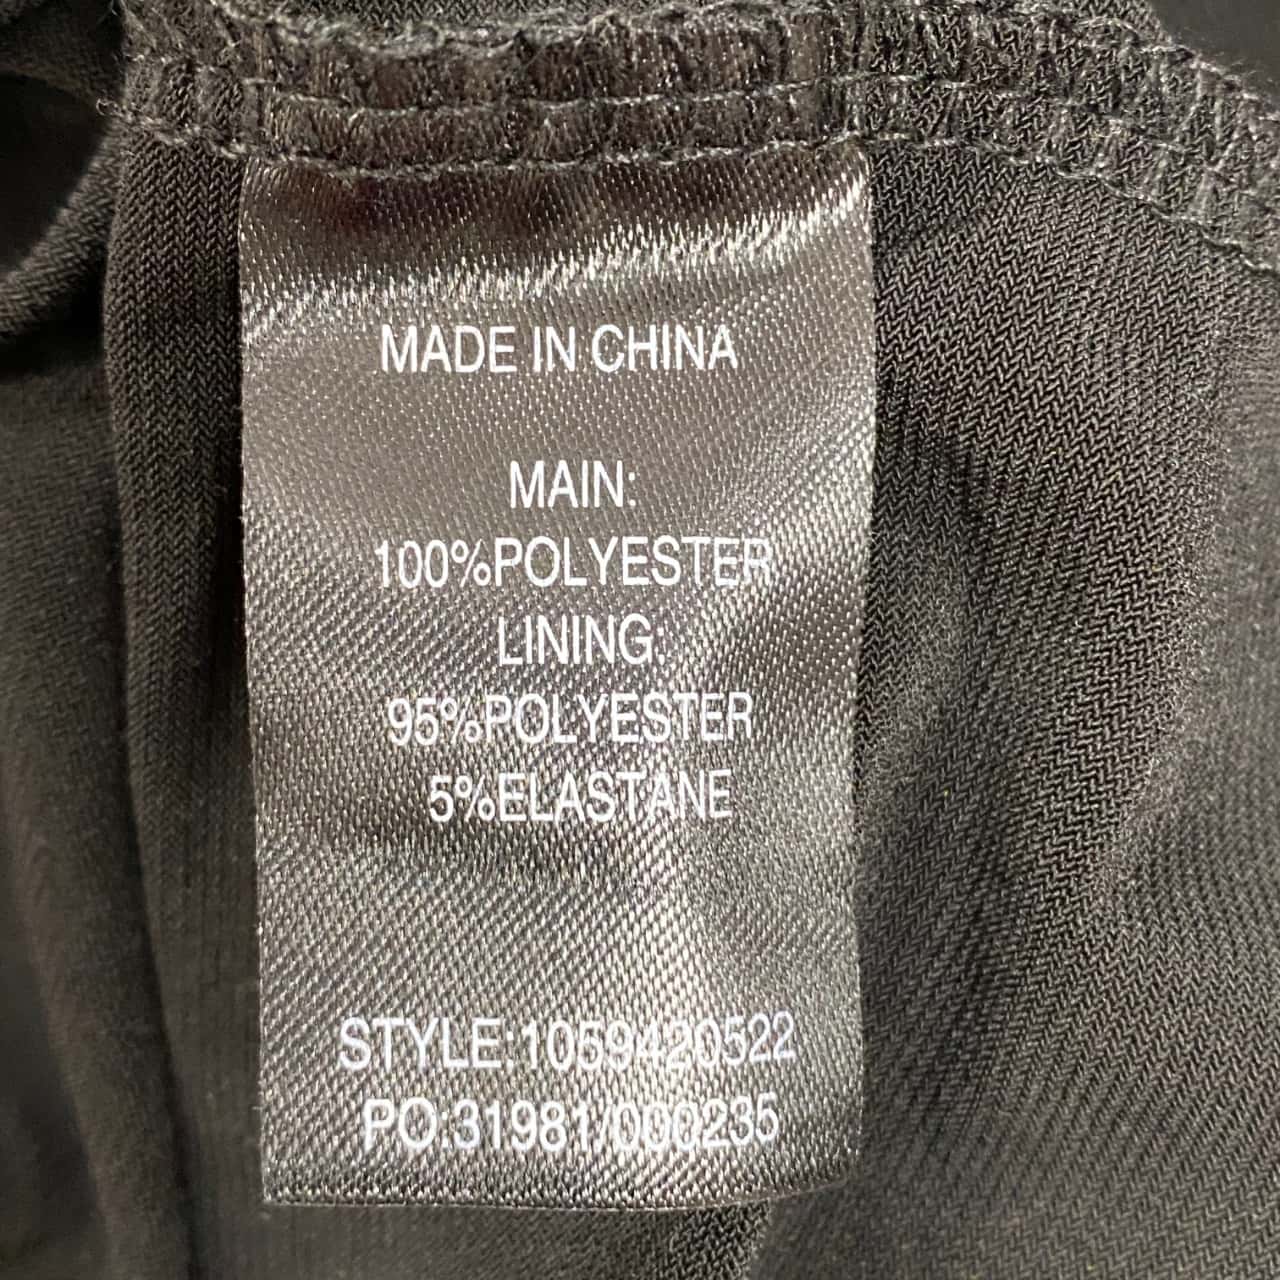 MADE IN CHINA
MAIN:
100%POLYESTER
LINING:
95%POLYESTER
5%ELASTANE
STYLE:1059420522
PO:31981/000235